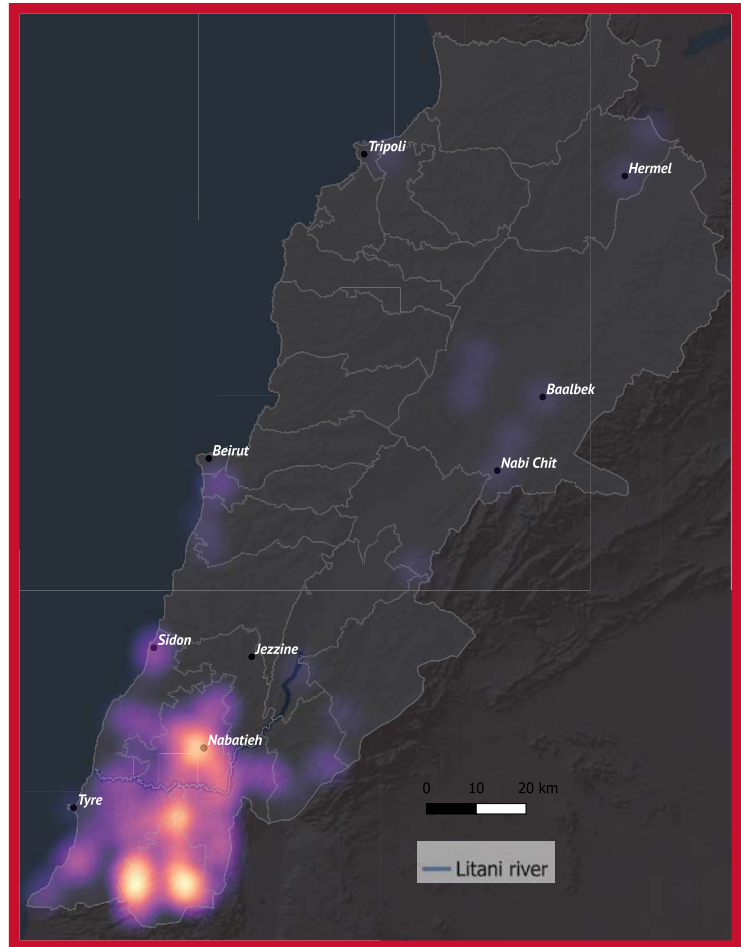 Tripoli
Hermel
Baalbek
Beirut
Nabi Chit
Sidon
Jezzine
Nabatieh
Tyre
0 10 20 km
Litani river